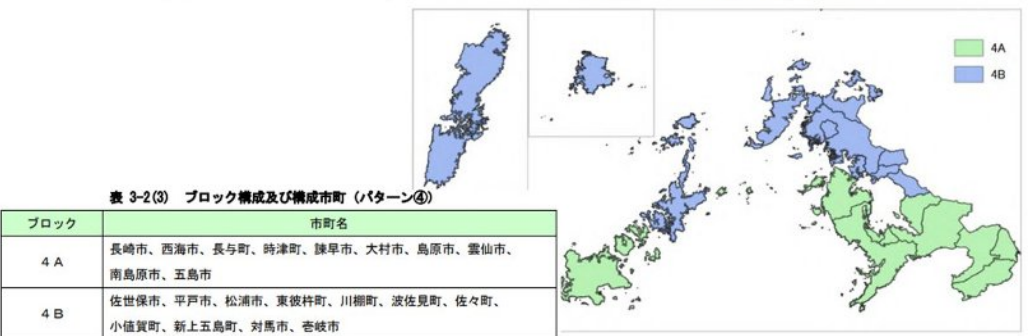 4A
4B
表 3-2(3) ブロック構成及び構成市町（パターン④）
ブロック
市町名
4 A
長崎市、西海市、長与町、時津町、諫早市、大村市、島原市、雲仙市、
南島原市、五島市
4 B
佐世保市、平戸市、松浦市、東彼杵町、川棚町、波佐見町、佐々町、
小値賀町、新上五島町、対馬市、壱岐市